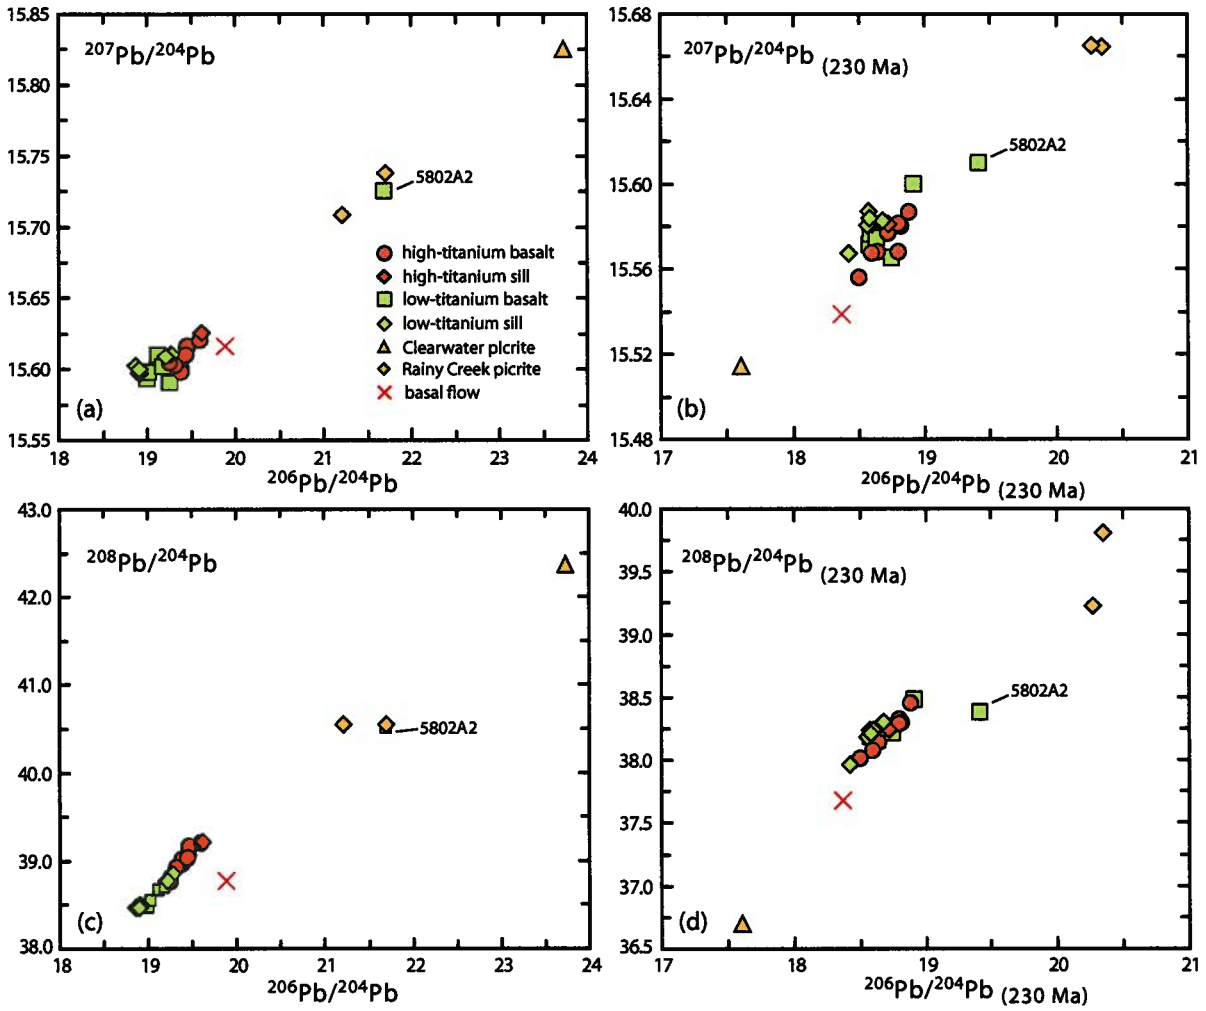 15.85
15.80
15.75
15.70
15.65
15.60
15.55
²⁰⁷Pb/²⁰⁴Pb
5802A2
high-titanium basalt
high-titanium sill
low-titanium basalt
low-titanium sill
Clearwater picrite
Rainy Creek picrite
basal flow
(a)
18 19 20 21 22 23 24
²⁰⁶Pb/²⁰⁴Pb
15.68
15.64
15.60
15.56
15.52
15.48
²⁰⁷Pb/²⁰⁴Pb (230 Ma)
5802A2
(b)
17 18 19 20 21
²⁰⁶Pb/²⁰⁴Pb (230 Ma)
43.0
42.0
41.0
40.0
39.0
38.0
²⁰⁸Pb/²⁰⁴Pb
5802A2
(c)
18 19 20 21 22 23 24
²⁰⁶Pb/²⁰⁴Pb
40.0
39.5
39.0
38.5
38.0
37.5
37.0
36.5
²⁰⁸Pb/²⁰⁴Pb (230 Ma)
5802A2
(d)
17 18 19 20 21
²⁰⁶Pb/²⁰⁴Pb (230 Ma)